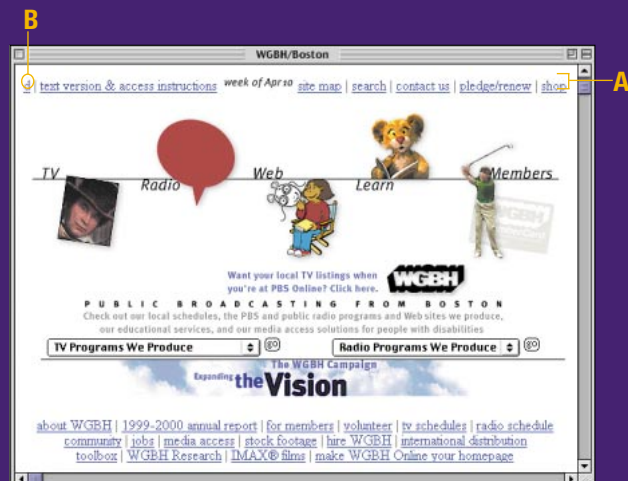 B
WGBH/Boston
A
d | text version & access instructions week of Apr 10 site map | search | contact us | pledge/renew | shop
TV Radio Web Learn Members
WGBH
Want your local TV listings when
you're at PBS Online? Click here.
WGBH
PUBLIC BROADCASTING FROM BOSTON
Check out our local schedules, the PBS and public radio programs and Web sites we produce,
our educational services, and our media access solutions for people with disabilities
TV Programs We Produce go Radio Programs We Produce go
The WGBH Campaign
Expanding the Vision
about WGBH | 1999-2000 annual report | for members | volunteer | tv schedules | radio schedule
community | jobs | media access | stock footage | hire WGBH | international distribution
toolbox | WGBH Research | IMAX® films | make WGBH Online your homepage